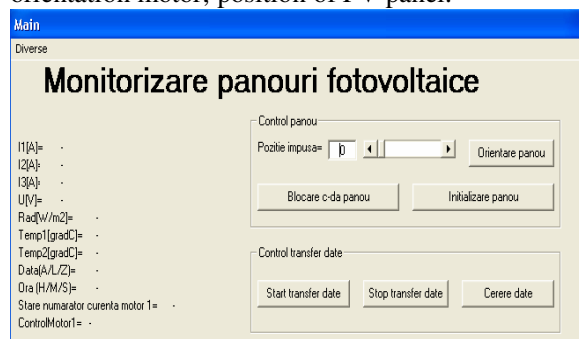 orientation motor, position of PV panel.
Main
Diverse
Monitorizare panouri fotovoltaice
I1[A]= -
I2[A]= -
I3[A]= -
U[V]= -
Rad[W/m2]= -
Temp1[gradC]= -
Temp2[gradC]= -
Data(A/L/Z)= -
Ora (H/M/S)= -
Stare numarator curenta motor 1= -
ControlMotor1= -
Control panou
Pozitie impusa= 0
Orientare panou
Blocare c-da panou Initializare panou
Control transfer date
Start transfer date Stop transfer date Cerere date